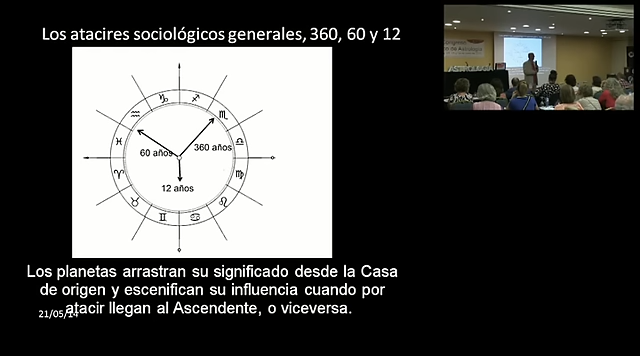 Los atacires sociológicos generales, 360, 60 y 12
60 años
360 años
12 años
Los planetas arrastran su significado desde la Casa
de origen y escenifican su influencia cuando por
atacir llegan al Ascendente, o viceversa.
21/05/14